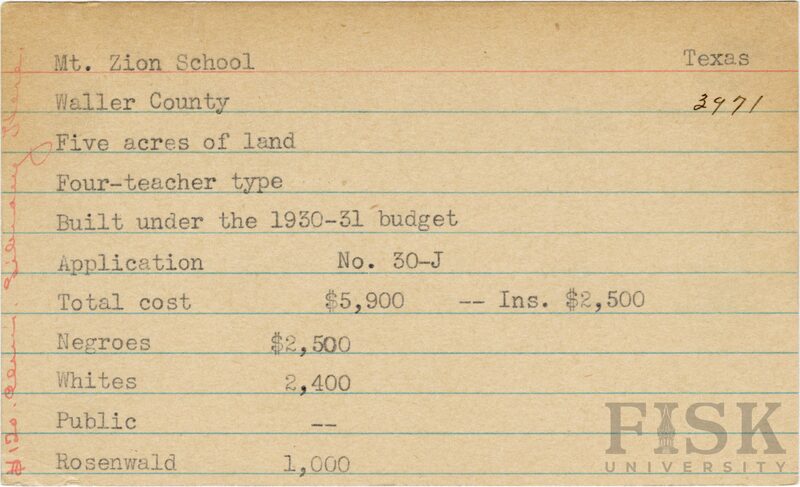 Mt. Zion School Texas
Waller County 3971
Five acres of land
Four-teacher type
Built under the 1930-31 budget
Application No. 30-J
Total cost $5,900 -- Ins. $2,500
Negroes $2,500
Whites 2,400
Public --
Rosenwald 1,000
#120. Library
FISK
UNIVERSITY